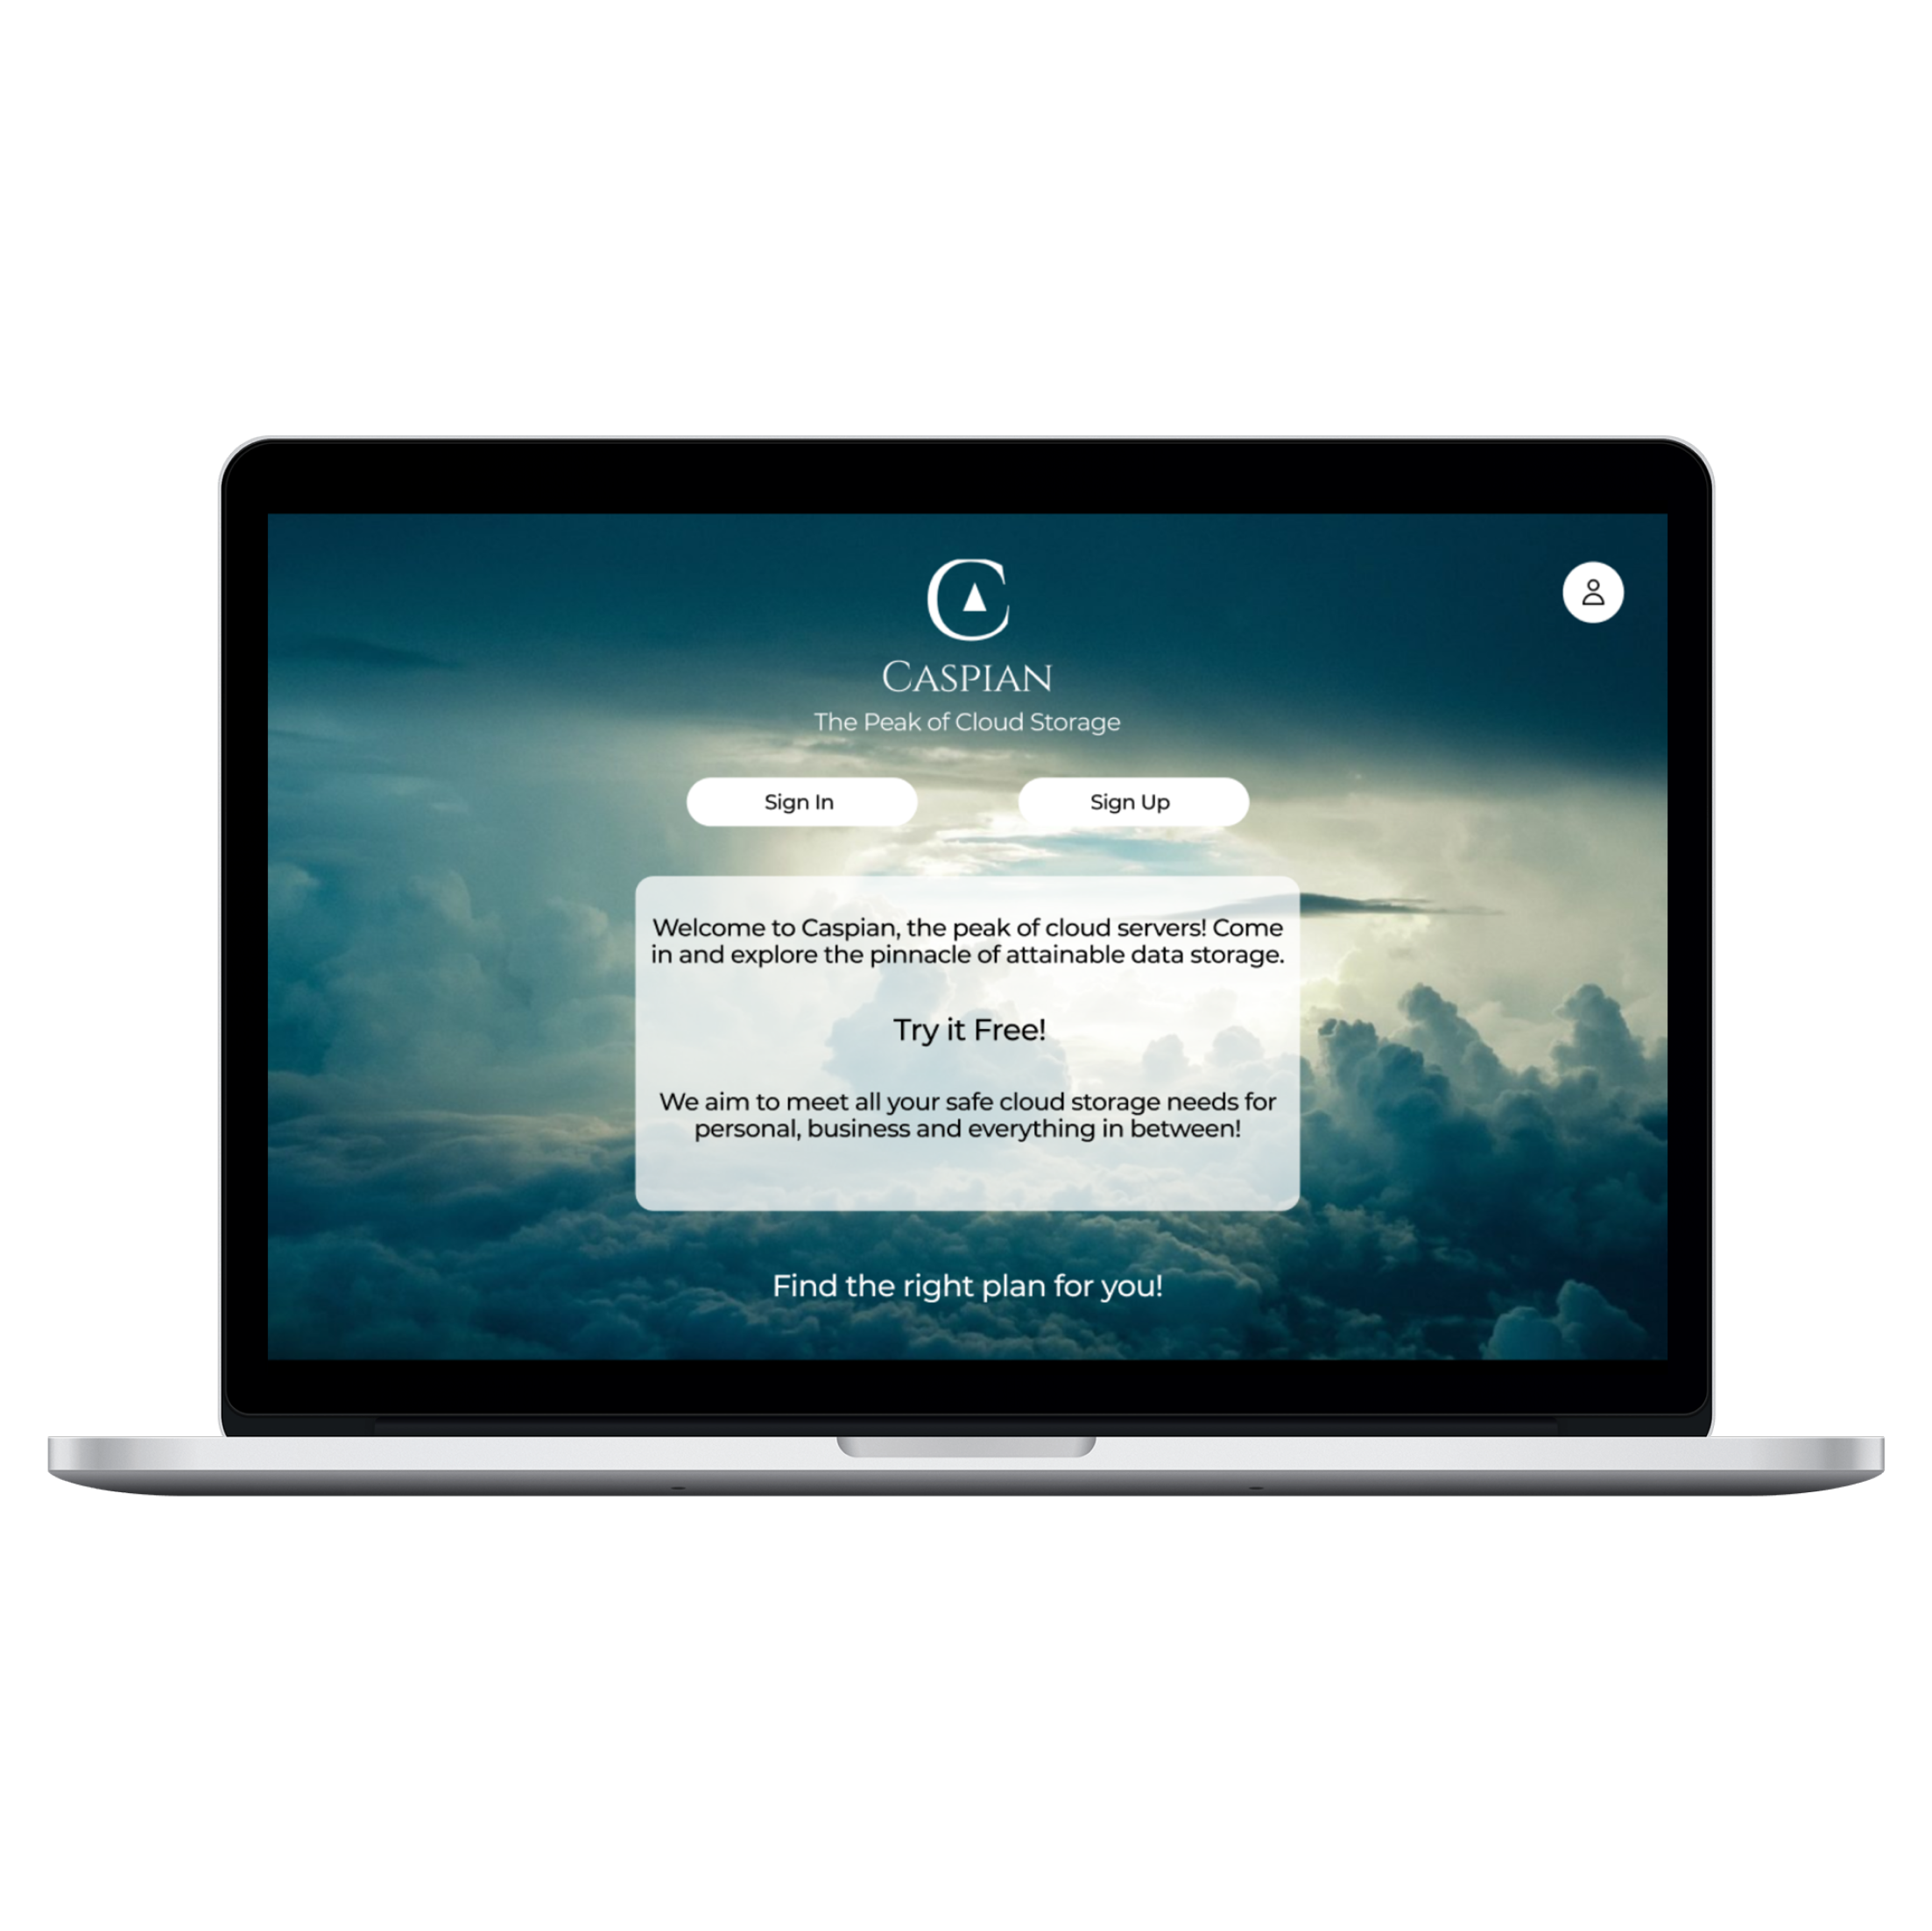 C
CASPIAN
The Peak of Cloud Storage
Sign In
Sign Up
Welcome to Caspian, the peak of cloud servers! Come
in and explore the pinnacle of attainable data storage.
Try it Free!
We aim to meet all your safe cloud storage needs for
personal, business and everything in between!
Find the right plan for you!